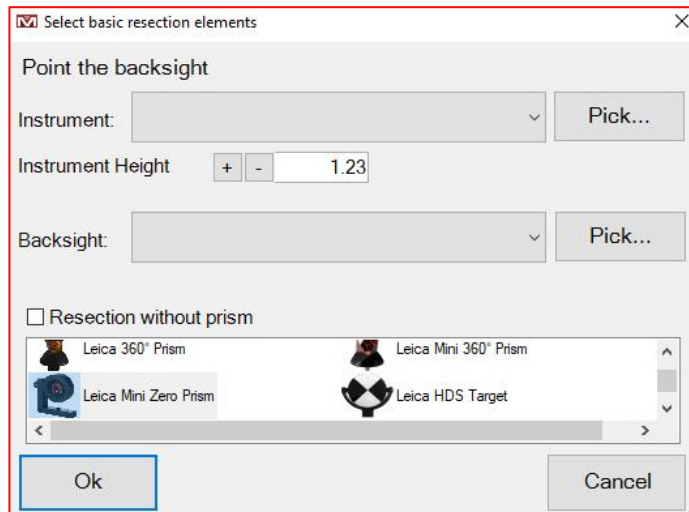 Select basic resection elements
Point the backsight
Instrument: Pick...
Instrument Height + - 1.23
Backsight: Pick...
Resection without prism
Leica 360° Prism Leica Mini 360° Prism
Leica Mini Zero Prism Leica HDS Target
Ok Cancel